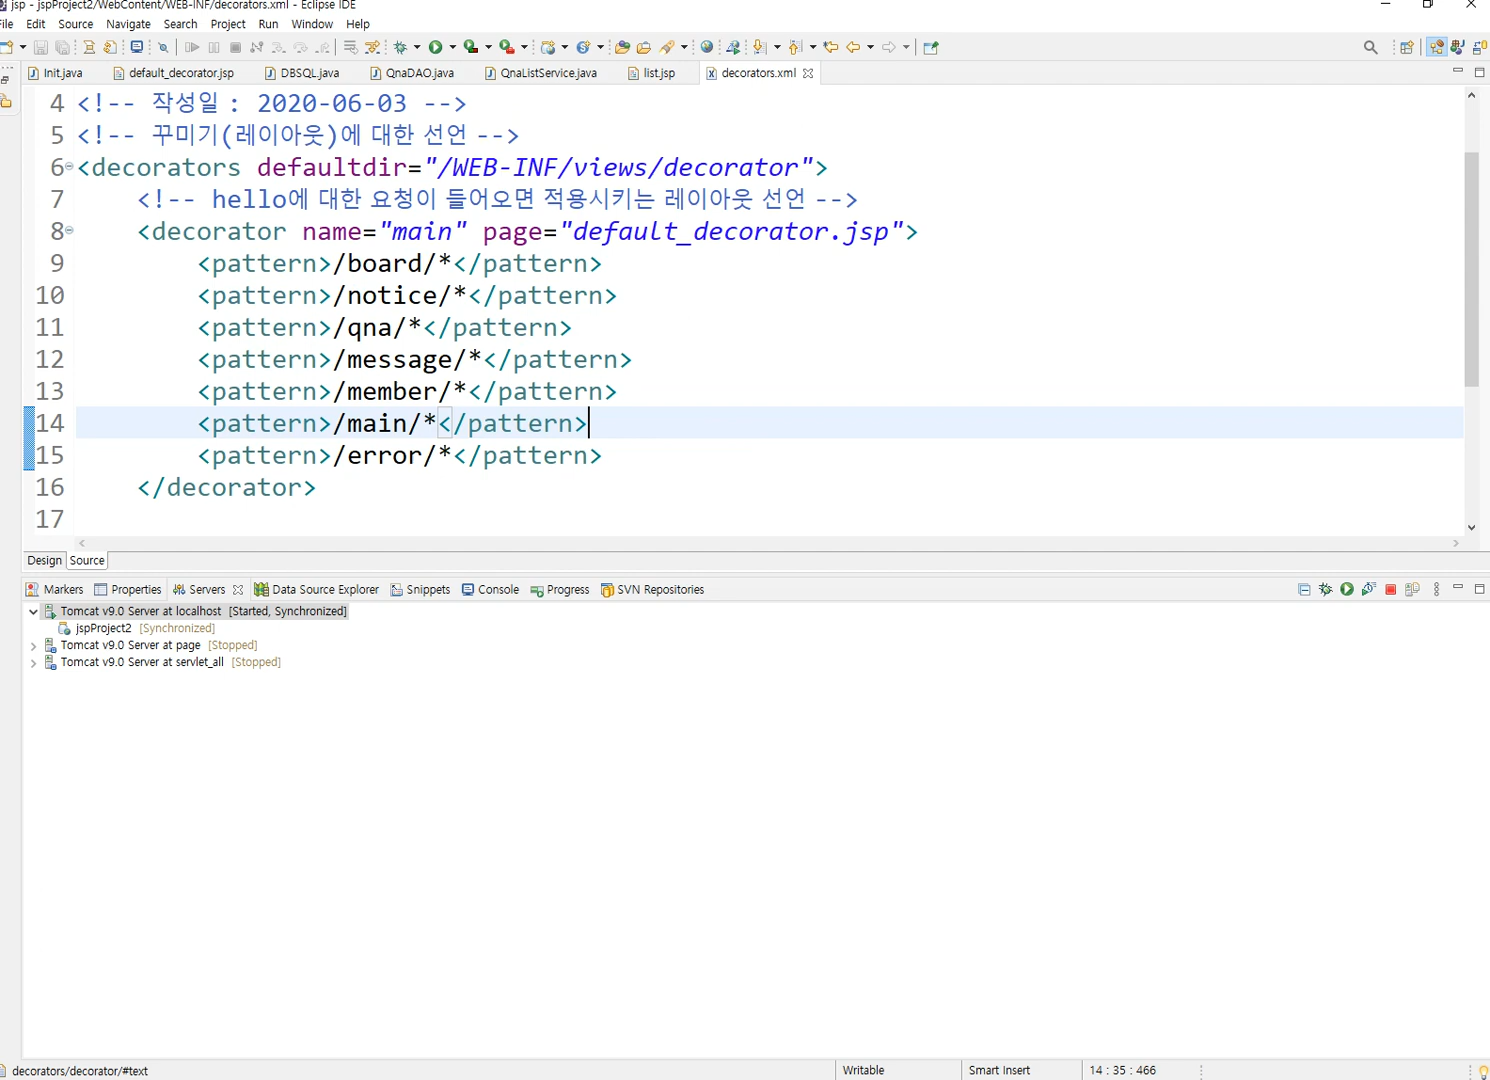 jsp - jspProject2/WebContent/WEB-INF/decorators.xml - Eclipse IDE
File Edit Source Navigate Search Project Run Window Help
Init.java default_decorator.jsp DBSQL.java QnaDAO.java QnaListService.java list.jsp decorators.xml
4 <!-- 작성일 : 2020-06-03 -->
5 <!-- 꾸미기(레이아웃)에 대한 선언 -->
6 <decorators defaultdir="/WEB-INF/views/decorator">
7 <!-- hello에 대한 요청이 들어오면 적용시키는 레이아웃 선언 -->
8 <decorator name="main" page="default_decorator.jsp">
9 <pattern>/board/*</pattern>
10 <pattern>/notice/*</pattern>
11 <pattern>/qna/*</pattern>
12 <pattern>/message/*</pattern>
13 <pattern>/member/*</pattern>
14 <pattern>/main/*</pattern>
15 <pattern>/error/*</pattern>
16 </decorator>
17
Design Source
Markers Properties Servers Data Source Explorer Snippets Console Progress SVN Repositories
Tomcat v9.0 Server at localhost [Started, Synchronized]
jspProject2 [Synchronized]
Tomcat v9.0 Server at page [Stopped]
Tomcat v9.0 Server at servlet_all [Stopped]
decorators/decorator/#text Writable Smart Insert 14 : 35 : 466